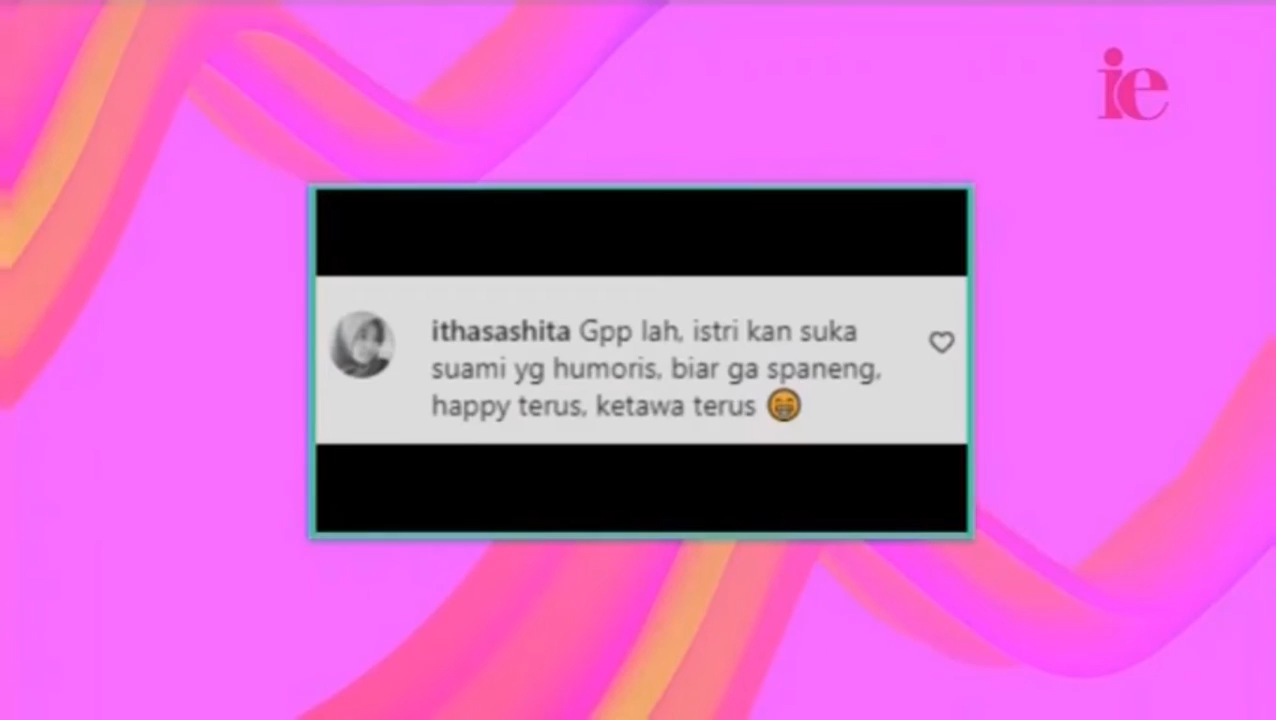 ie
ithasashita Gpp lah, istri kan suka
suami yg humoris, biar ga spaneng,
happy terus, ketawa terus 😁